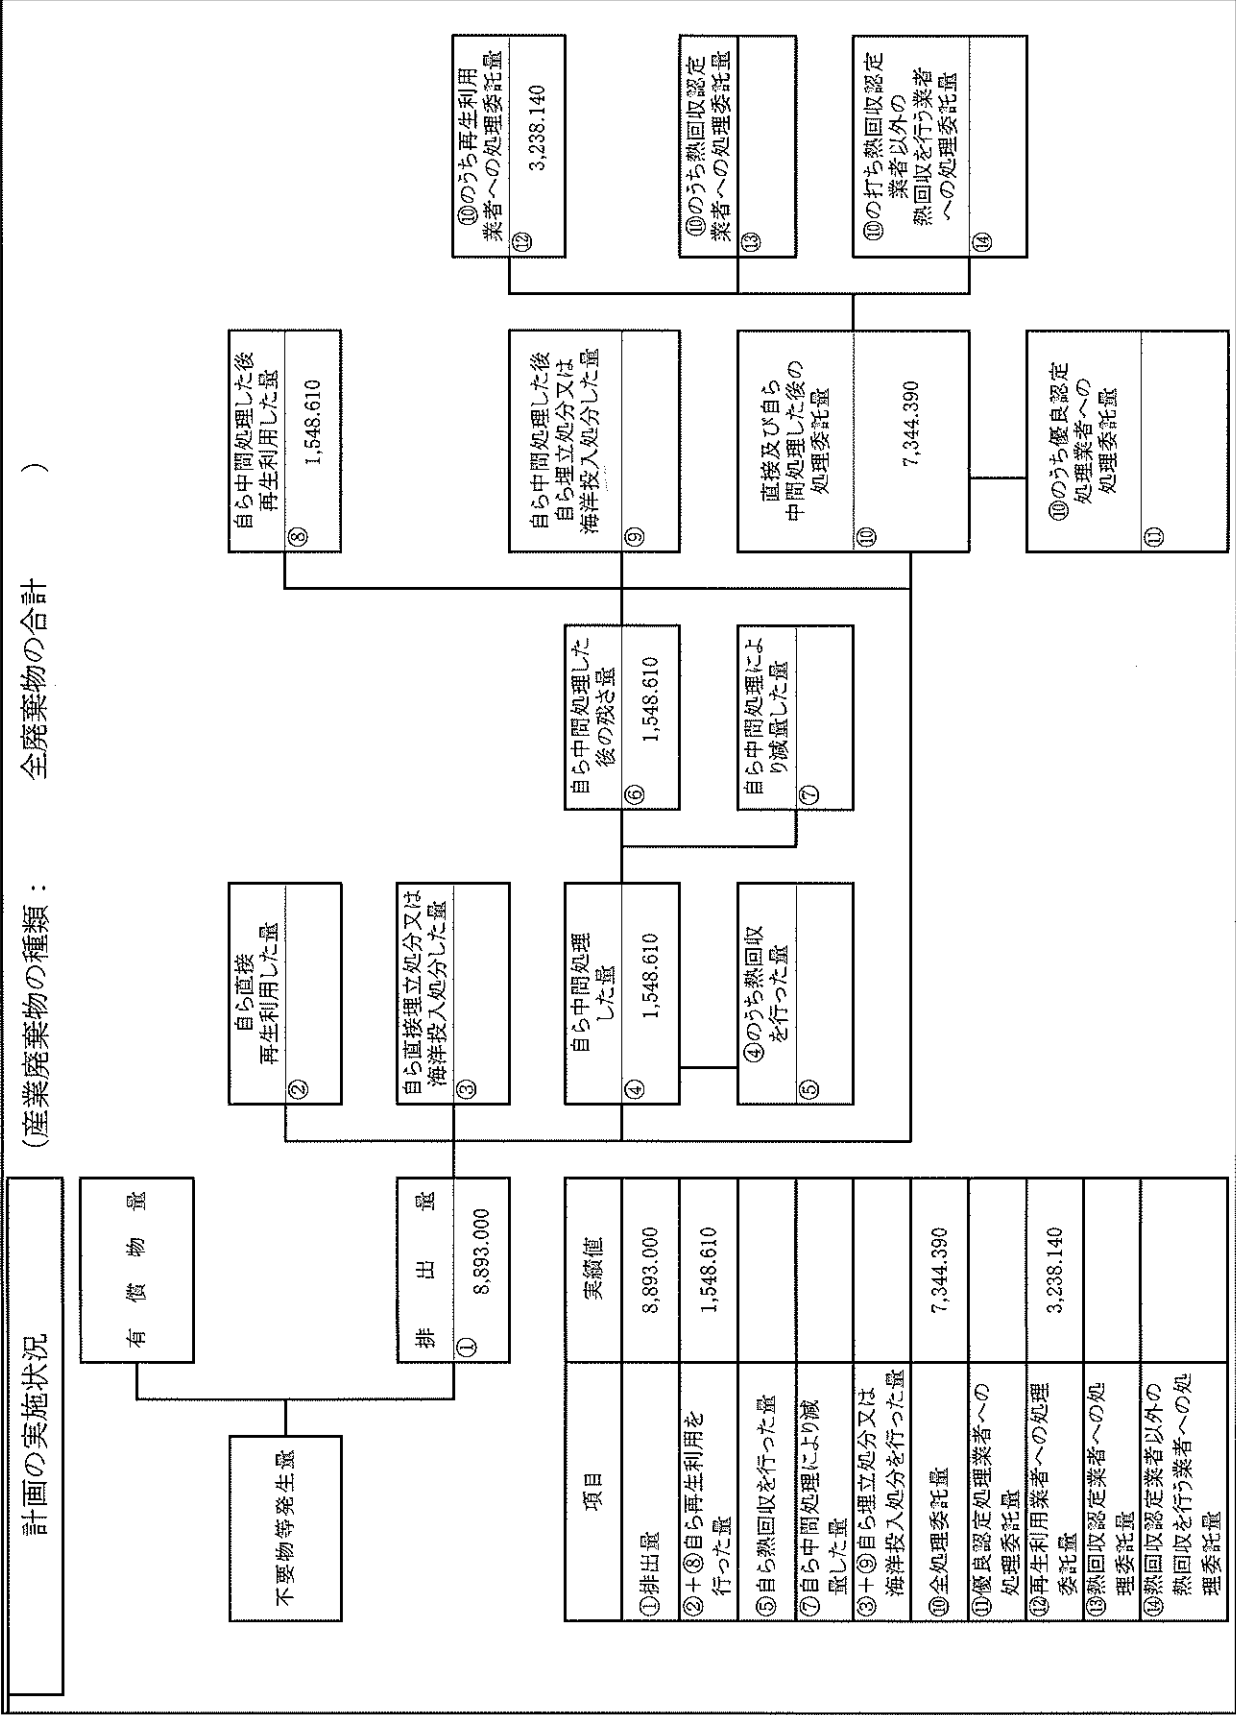 計画の実施状況
(産業廃棄物の種類： 全廃棄物の合計 )
不要物等発生量
有償物量
排出量
①
8,893.000
自ら直接
再生利用した量
②
自ら直接埋立処分又は
海洋投入処分した量
③
自ら中間処理
した量
④
1,548.610
④のうち熱回収
を行った量
⑤
自ら中間処理した
後の残さ量
⑥
1,548.610
自ら中間処理によ
り減量した量
⑦
自ら中間処理した後
再生利用した量
⑧
1,548.610
自ら中間処理した後
自ら埋立処分又は
海洋投入処分した量
⑨
直接及び自ら
中間処理した後の
処理委託量
⑩
7,344.390
⑩のうち優良認定
処理業者への
処理委託量
⑪
⑩のうち再生利用
業者への処理委託量
⑫
3,238.140
⑩のうち熱回収認定
業者への処理委託量
⑬
⑩の打ち熱回収認定
業者以外の
熱回収を行う業者
への処理委託量
⑭
項目 実績値
①排出量 8,893.000
②＋⑧自ら再生利用を
行った量 1,548.610
⑤自ら熱回収を行った量
⑦自ら中間処理により減
量した量
③＋⑨自ら埋立処分又は
海洋投入処分を行った量
⑩全処理委託量 7,344.390
⑪優良認定処理業者への
処理委託量
⑫再生利用業者への処理
委託量 3,238.140
⑬熱回収認定業者への処
理委託量
⑭熱回収認定業者以外の
熱回収を行う業者への処
理委託量